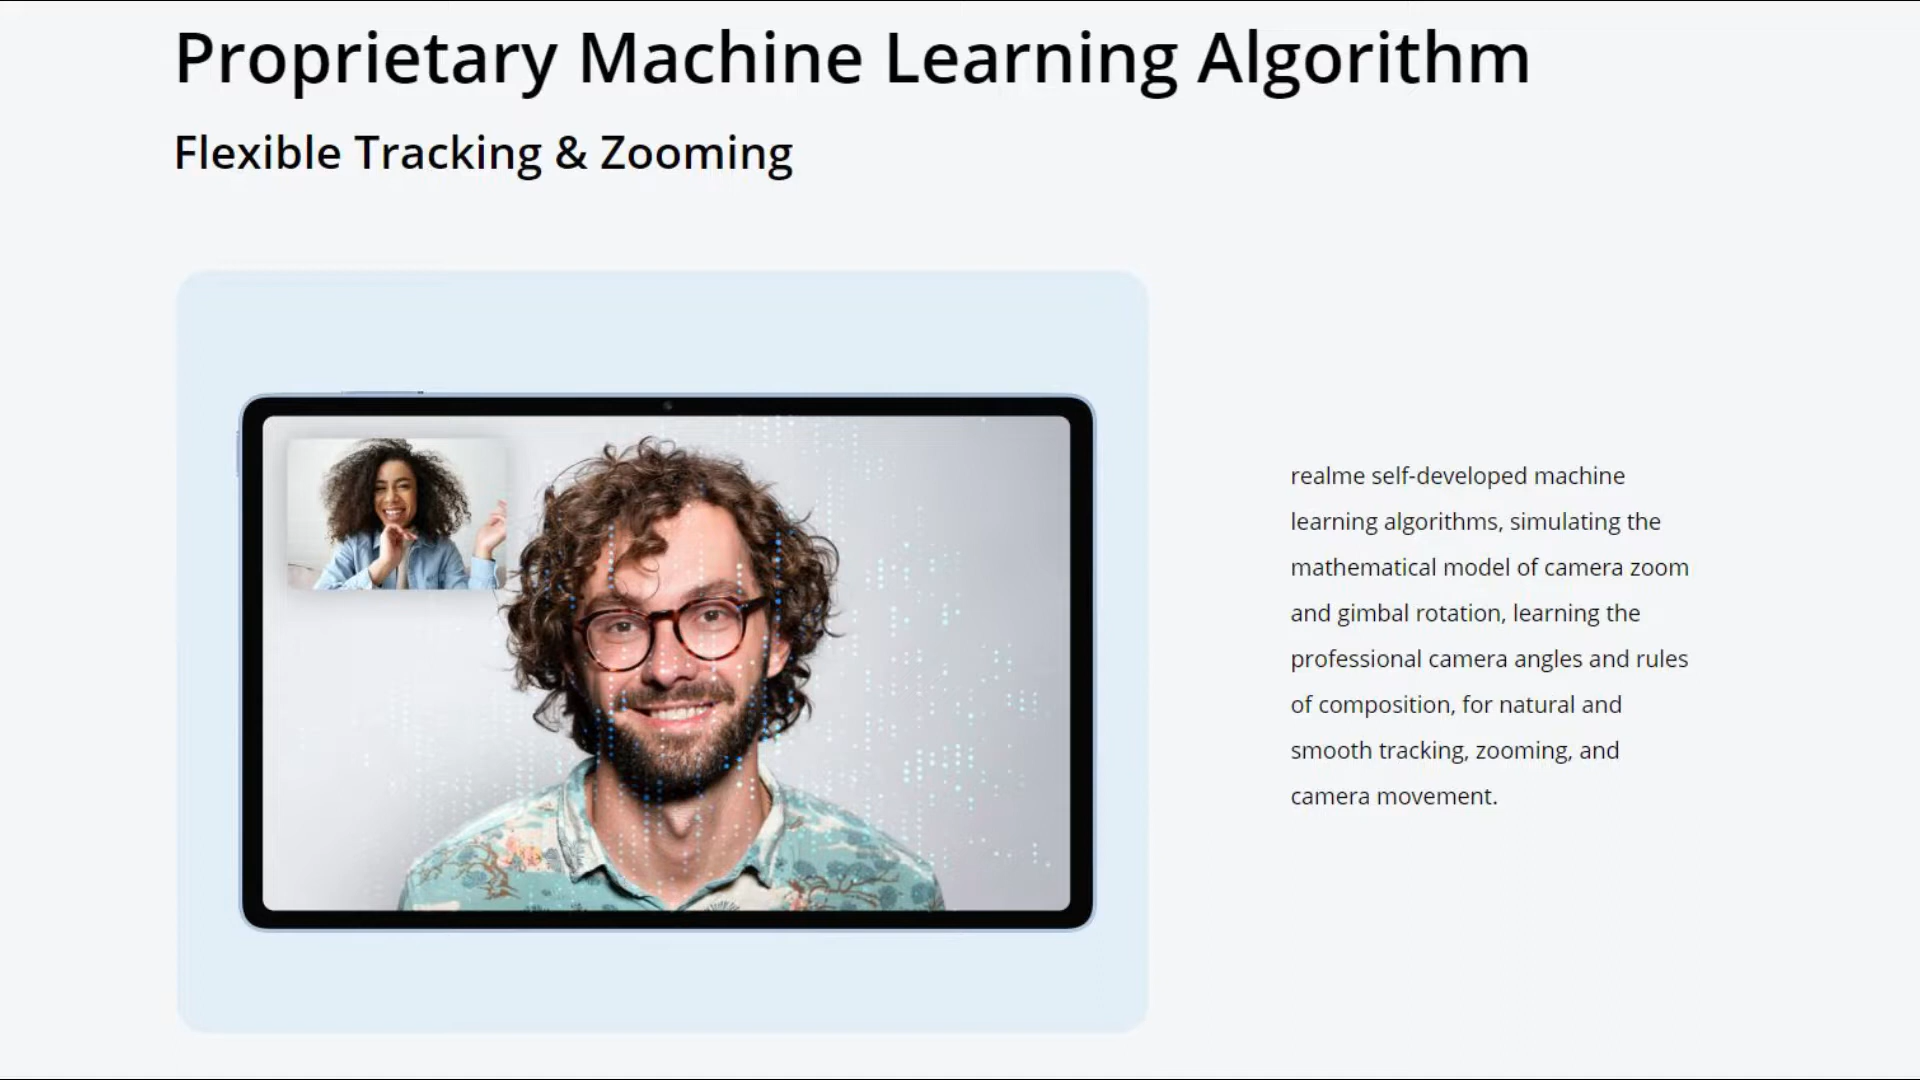 Proprietary Machine Learning Algorithm
Flexible Tracking & Zooming
realme self-developed machine
learning algorithms, simulating the
mathematical model of camera zoom
and gimbal rotation, learning the
professional camera angles and rules
of composition, for natural and
smooth tracking, zooming, and
camera movement.